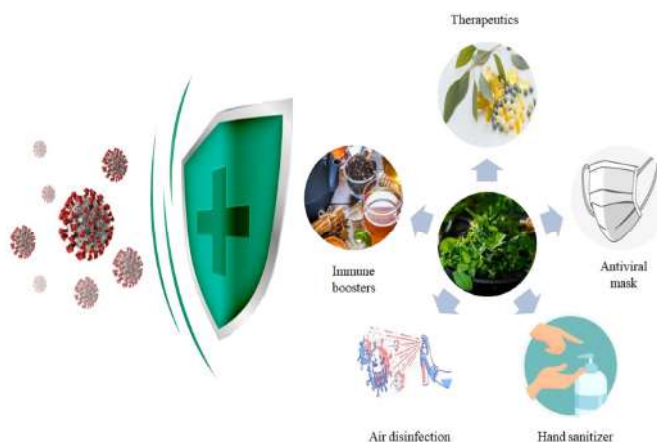 Therapeutics
Immune
boosters
Antiviral
mask
Air disinfection
Hand sanitizer